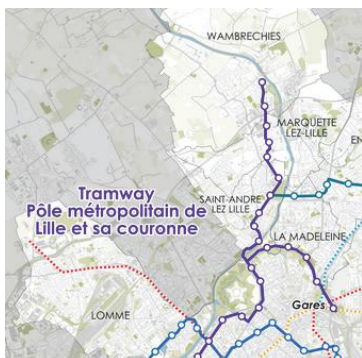 WAMBRECHIES
MARQUETTE
LEZ-LILLE
EN
Tramway
Pôle métropolitain de
Lille et sa couronne
SAINT-ANDRE
LEZ LILLE
LA MADELEINE
Gares
LOMME